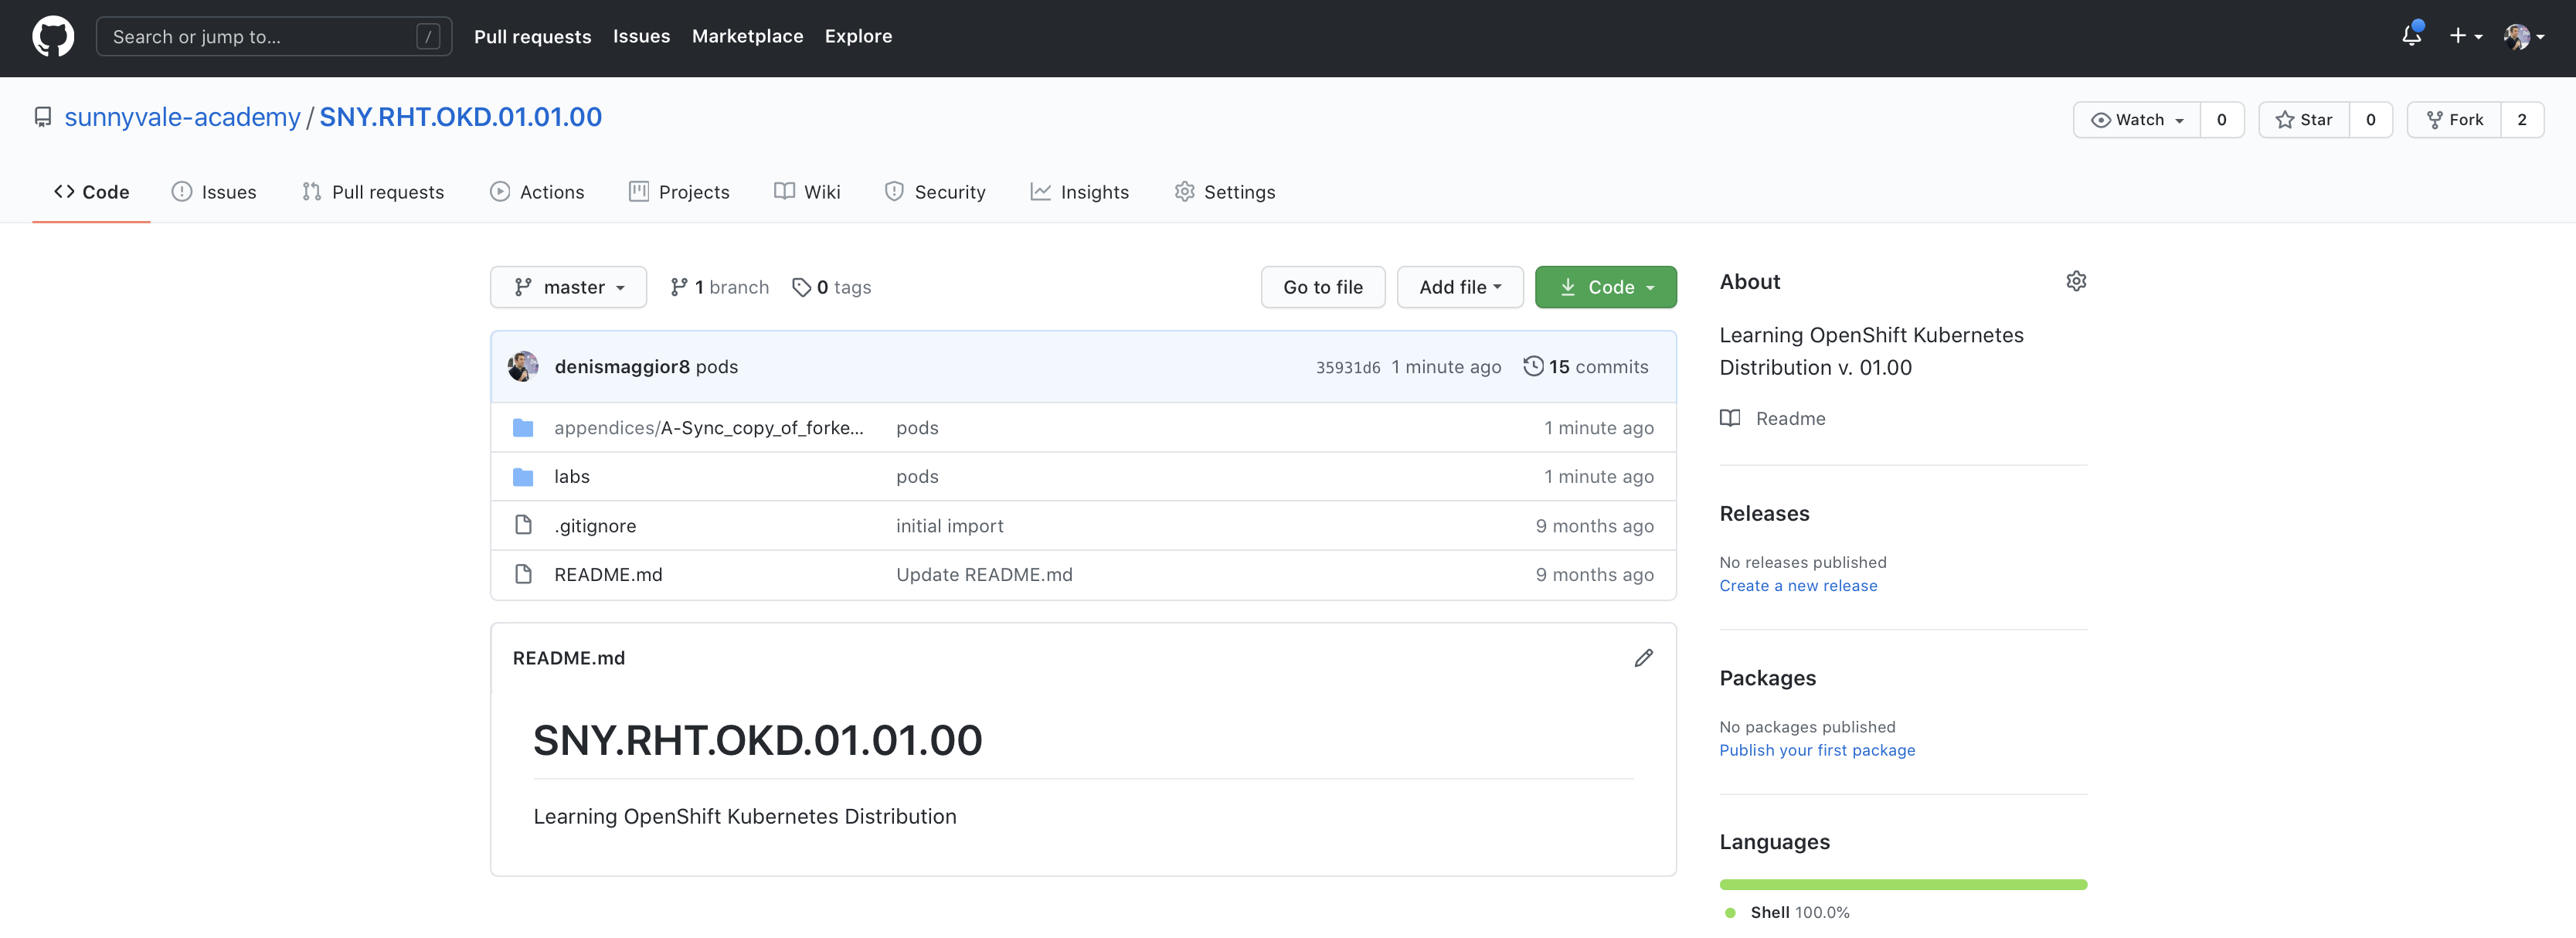 Search or jump to... / Pull requests Issues Marketplace Explore
sunnyvale-academy / SNY.RHT.OKD.01.01.00 Watch 0 Star 0 Fork 2
Code Issues Pull requests Actions Projects Wiki Security Insights Settings
master 1 branch 0 tags Go to file Add file Code
denismaggior8 pods 35931d6 1 minute ago 15 commits
appendices/A-Sync_copy_of_forke... pods 1 minute ago
labs pods 1 minute ago
.gitignore initial import 9 months ago
README.md Update README.md 9 months ago
README.md
SNY.RHT.OKD.01.01.00
Learning OpenShift Kubernetes Distribution
About
Learning OpenShift Kubernetes
Distribution v. 01.00
Readme
Releases
No releases published
Create a new release
Packages
No packages published
Publish your first package
Languages
Shell 100.0%